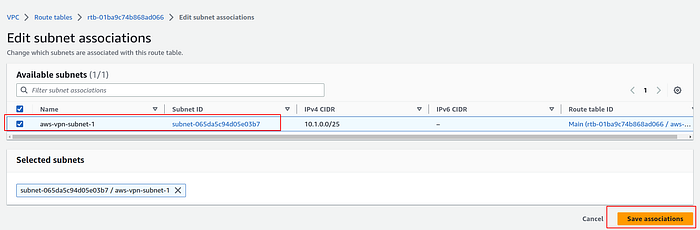 VPC > Route tables > rtb-01ba9c74b868ad066 > Edit subnet associations
Edit subnet associations
Change which subnets are associated with this route table.
Available subnets (1/1)
Filter subnet associations
1
Name Subnet ID IPv4 CIDR IPv6 CIDR Route table ID
aws-vpn-subnet-1 subnet-065da5c94d05e03b7 10.1.0.0/25 – Main (rtb-01ba9c74b868ad066 / aws-...
Selected subnets
subnet-065da5c94d05e03b7 / aws-vpn-subnet-1 X
Cancel Save associations